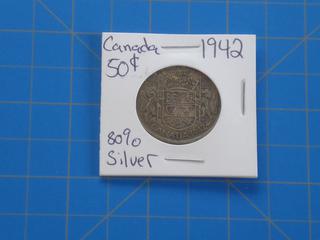 Canada — 1942
50¢
80%
Silver —